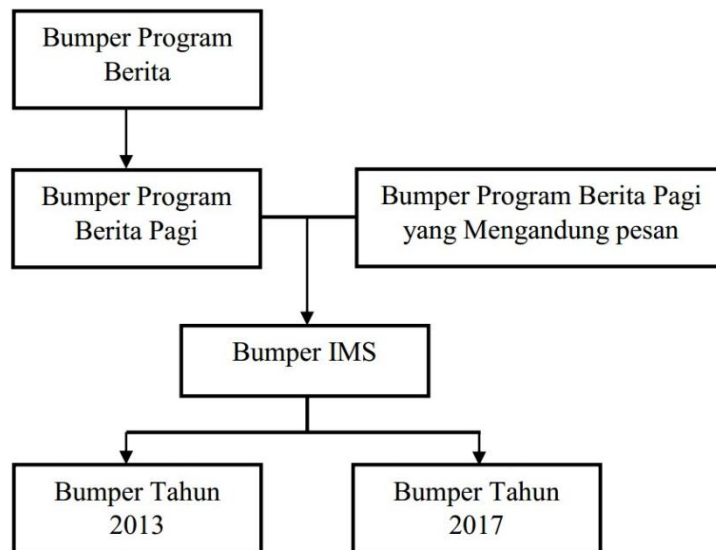 Bumper Program
Berita
Bumper Program
Berita Pagi
Bumper Program Berita Pagi
yang Mengandung pesan
Bumper IMS
Bumper Tahun
2013
Bumper Tahun
2017